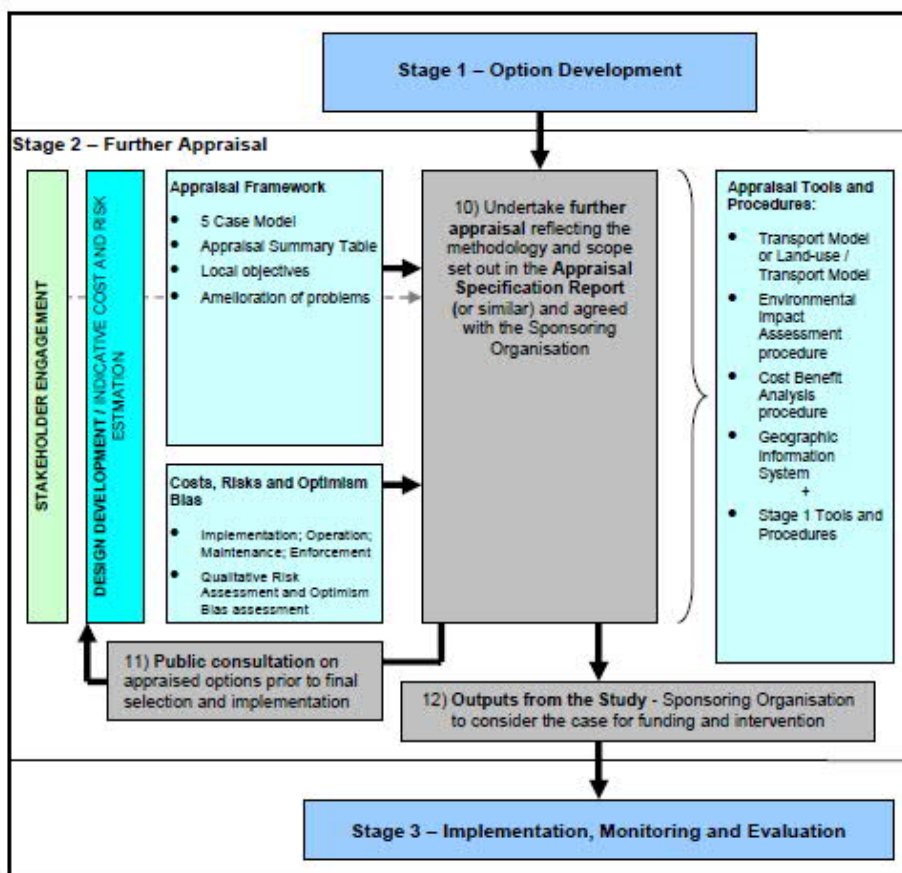 Stage 1 – Option Development
Stage 2 – Further Appraisal
STAKEHOLDER ENGAGEMENT
DESIGN DEVELOPMENT / INDICATIVE COST AND RISK
ESTMATION
Appraisal Framework
• 5 Case Model
• Appraisal Summary Table
• Local objectives
• Amelioration of problems
Costs, Risks and Optimism
Bias
• Implementation; Operation;
Maintenance; Enforcement
• Qualitative Risk
Assessment and Optimism
Bias assessment
10) Undertake further
appraisal reflecting the
methodology and scope
set out in the Appraisal
Specification Report
(or similar) and agreed
with the Sponsoring
Organisation
Appraisal Tools and
Procedures:
• Transport Model
or Land-use /
Transport Model
• Environmental
Impact
Assessment
procedure
• Cost Benefit
Analysis
procedure
• Geographic
Information
System
+
• Stage 1 Tools and
Procedures
11) Public consultation on
appraised options prior to final
selection and implementation
12) Outputs from the Study - Sponsoring Organisation
to consider the case for funding and intervention
Stage 3 – Implementation, Monitoring and Evaluation